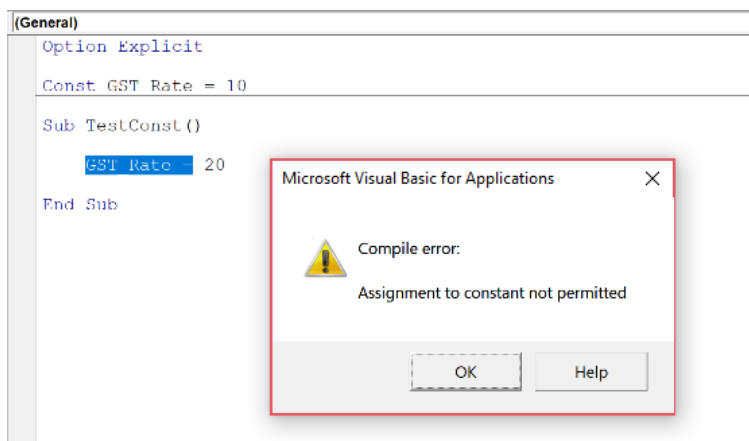 (General)
Option Explicit
Const GST_Rate = 10
Sub TestConst()
GST_Rate = 20
End Sub
Microsoft Visual Basic for Applications
Compile error:
Assignment to constant not permitted
OK
Help